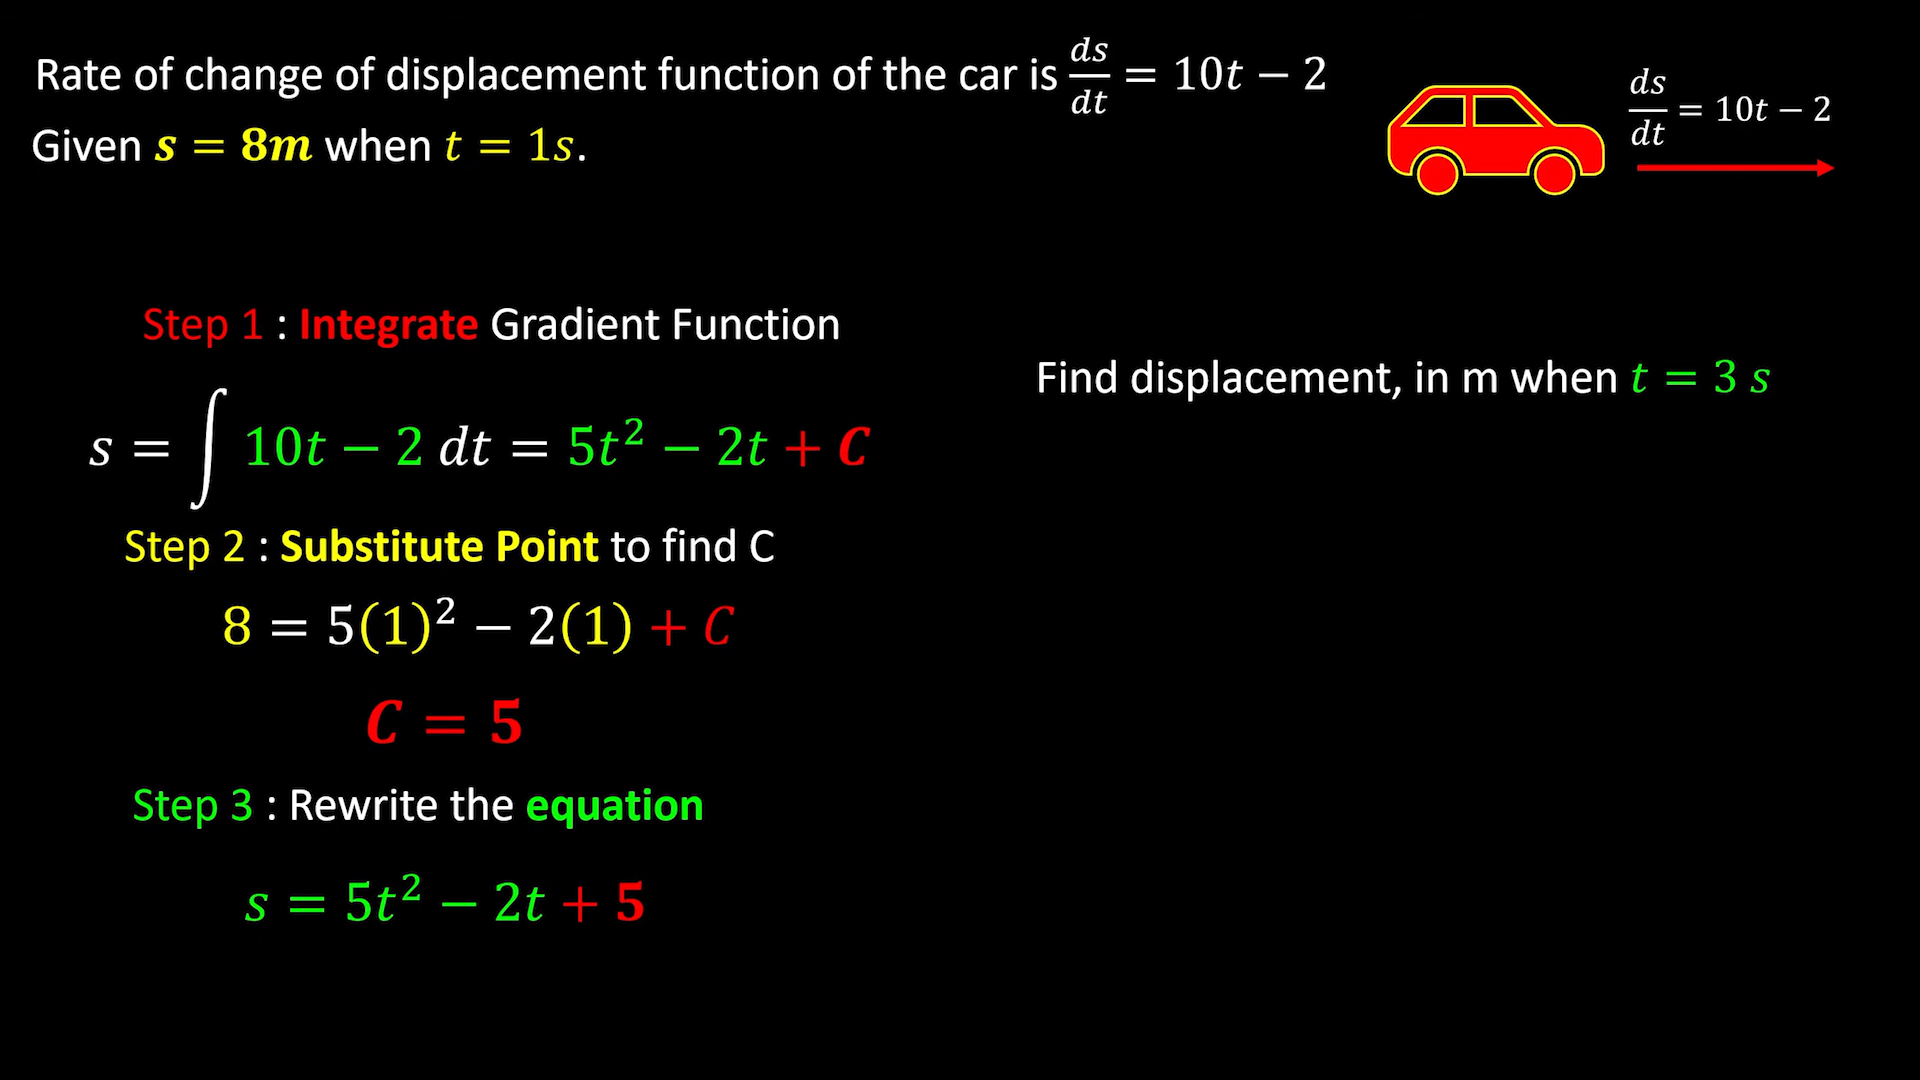 Rate of change of displacement function of the car is ds/dt = 10t − 2
Given s = 8m when t = 1s.
ds/dt = 10t − 2
Step 1 : Integrate Gradient Function
s = ∫ 10t − 2 dt = 5t² − 2t + C
Step 2 : Substitute Point to find C
8 = 5(1)² − 2(1) + C
C = 5
Step 3 : Rewrite the equation
s = 5t² − 2t + 5
Find displacement, in m when t = 3 s